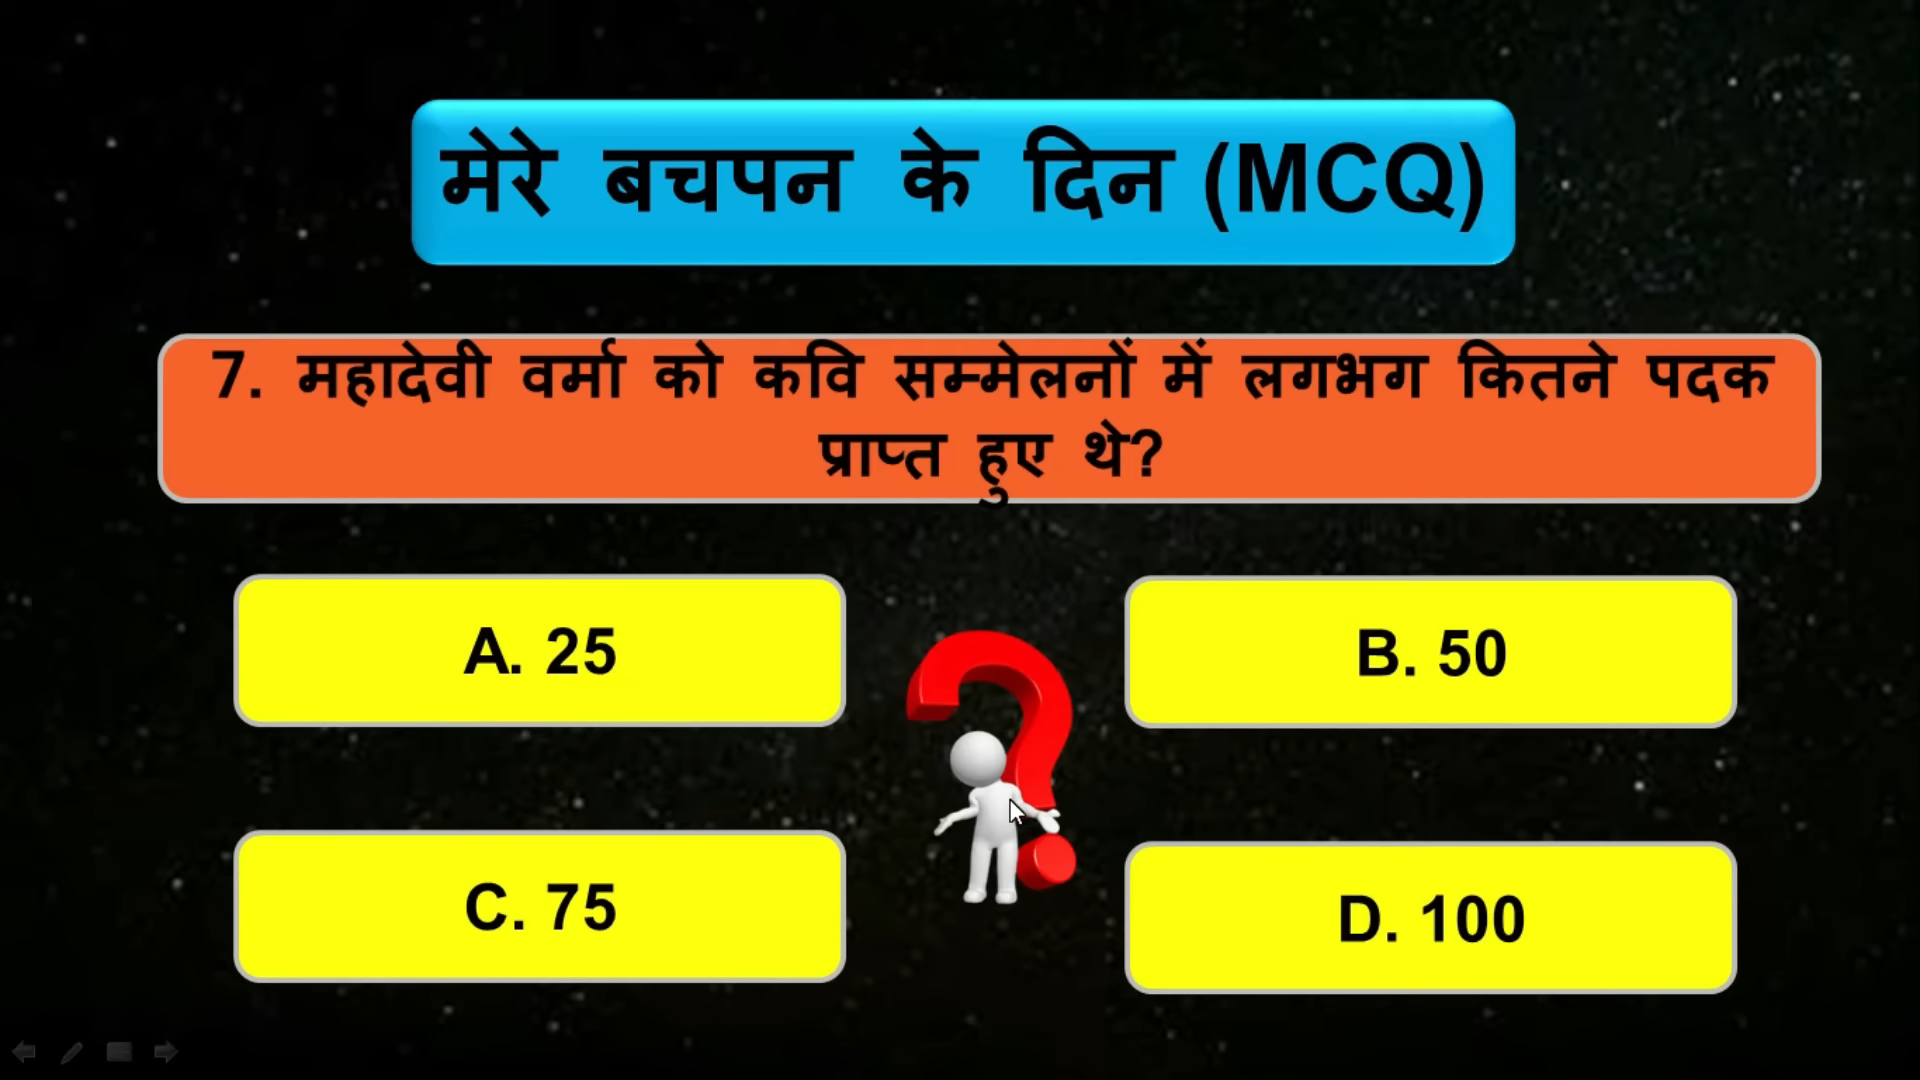 मेरे बचपन के दिन (MCQ)
7. महादेवी वर्मा को कवि सम्मेलनों में लगभग कितने पदक
प्राप्त हुए थे?
A. 25
B. 50
C. 75
D. 100